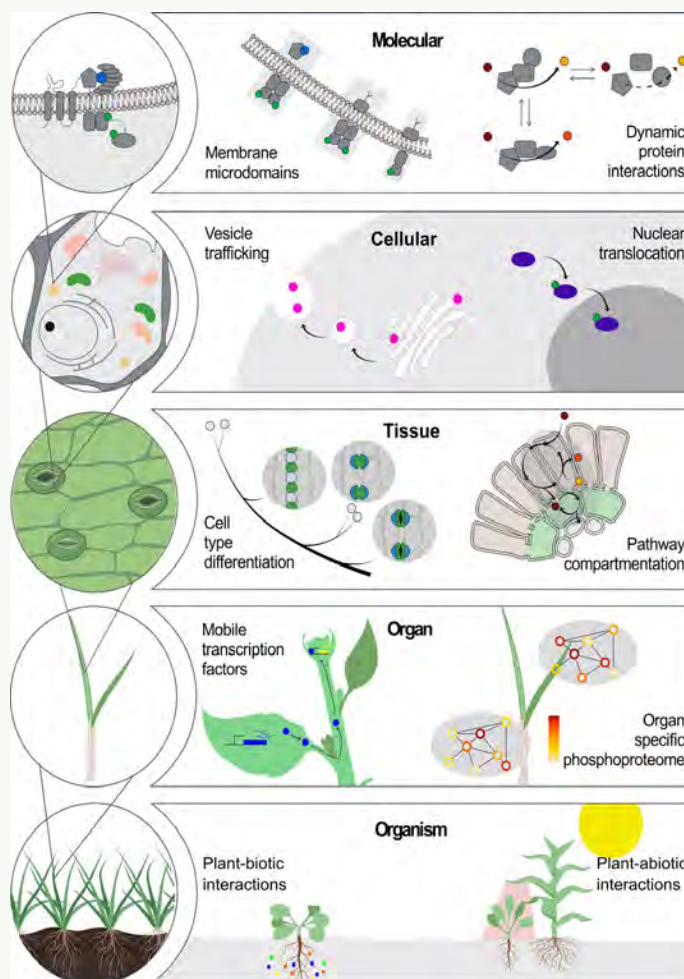 Molecular
Membrane
microdomains
Dynamic
protein
interactions
Vesicle
trafficking
Cellular
Nuclear
translocation
Tissue
Cell
type
differentiation
Pathway
compartmentation
Mobile
transcription
factors
Organ
Organ
specific
phosphoproteome
Organism
Plant-biotic
interactions
Plant-abiotic
interactions